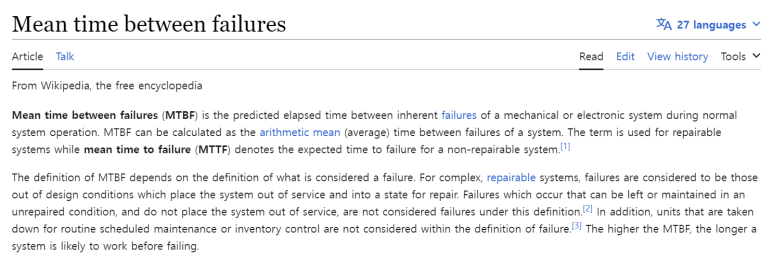 Mean time between failures
27 languages
Article Talk Read Edit View history Tools
From Wikipedia, the free encyclopedia
Mean time between failures (MTBF) is the predicted elapsed time between inherent failures of a mechanical or electronic system during normal
system operation. MTBF can be calculated as the arithmetic mean (average) time between failures of a system. The term is used for repairable
systems while mean time to failure (MTTF) denotes the expected time to failure for a non-repairable system.[1]
The definition of MTBF depends on the definition of what is considered a failure. For complex, repairable systems, failures are considered to be those
out of design conditions which place the system out of service and into a state for repair. Failures which occur that can be left or maintained in an
unrepaired condition, and do not place the system out of service, are not considered failures under this definition.[2] In addition, units that are taken
down for routine scheduled maintenance or inventory control are not considered within the definition of failure.[3] The higher the MTBF, the longer a
system is likely to work before failing.